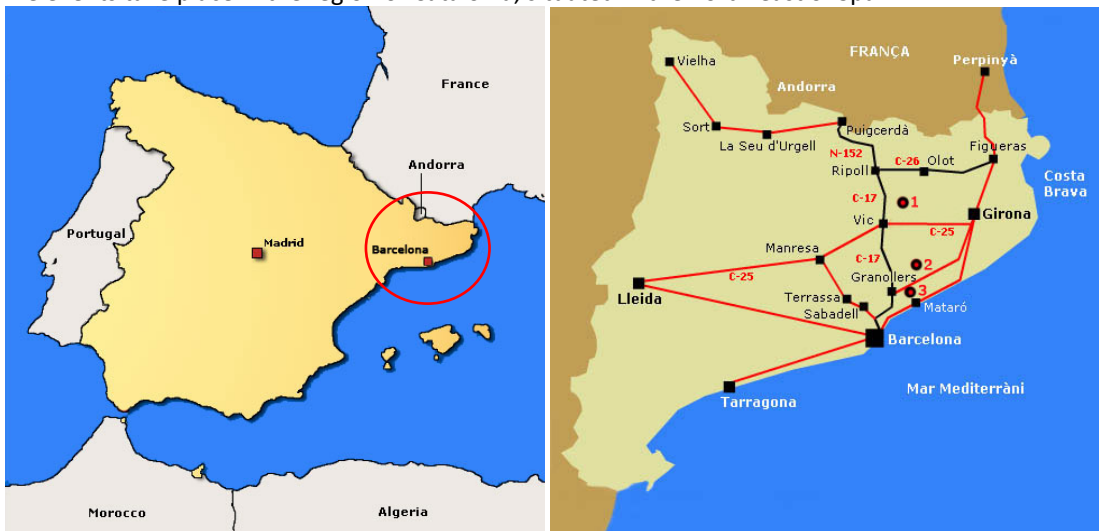 France
Andorra
Portugal
Madrid
Barcelona
Morocco
Algeria
FRANÇA
Perpinyà
Vielha
Andorra
Sort
La Seu d'Urgell
Puigcerdà
N-152
Ripoll
C-26
Olot
Figueras
Costa
Brava
C-17
1
Vic
Girona
C-25
Manresa
C-17
2
C-25
Granollers
3
Lleida
Terrassa
Sabadell
Mataró
Barcelona
Mar Mediterràni
Tarragona